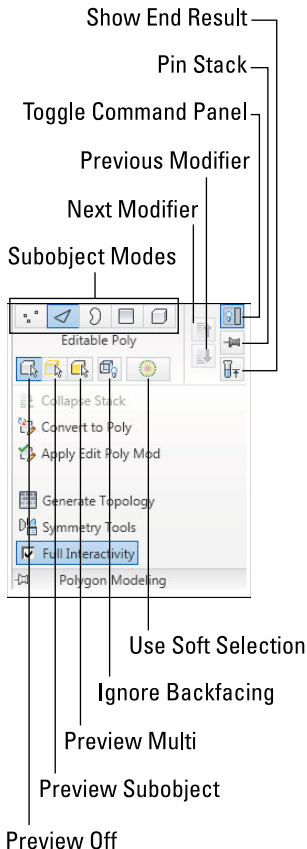 Show End Result
Pin Stack
Toggle Command Panel
Previous Modifier
Next Modifier
Subobject Modes
Editable Poly
Collapse Stack
Convert to Poly
Apply Edit Poly Mod
Generate Topology
Symmetry Tools
Full Interactivity
Polygon Modeling
Use Soft Selection
Ignore Backfacing
Preview Multi
Preview Subobject
Preview Off